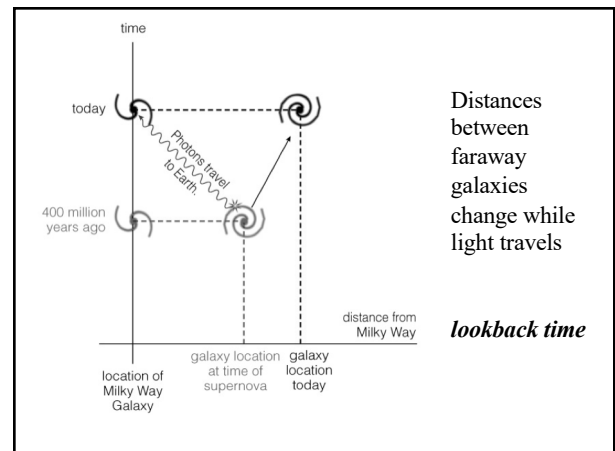 time
today
Photons travel
to Earth.
400 million
years ago
distance from
Milky Way
location of
Milky Way
Galaxy
galaxy location
at time of
supernova
galaxy
location
today
Distances
between
faraway
galaxies
change while
light travels
lookback time